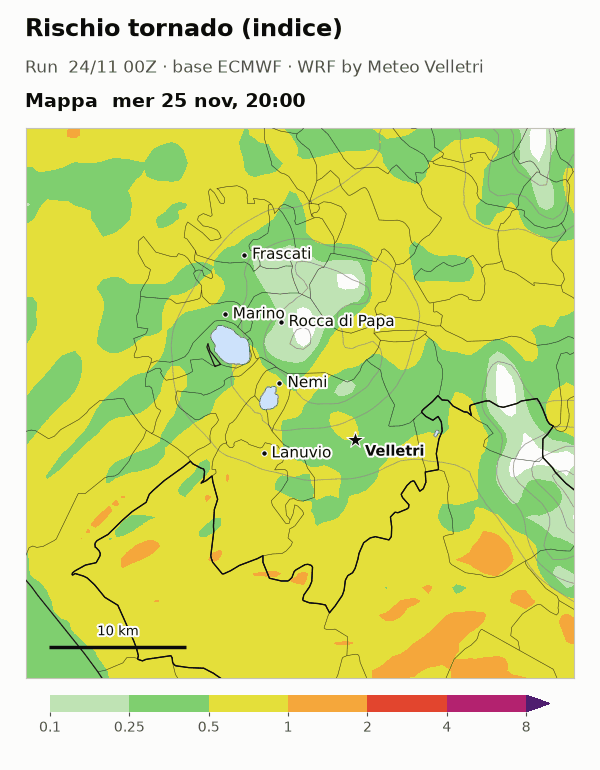 Rischio tornado (indice)
Run  24/11 00Z · base ECMWF · WRF by Meteo Velletri
Mappa  mer 25 nov, 20:00
Frascati
Marino
Rocca di Papa
Nemi
Velletri
Lanuvio
10 km
0.1 0.25 0.5 1 2 4 8